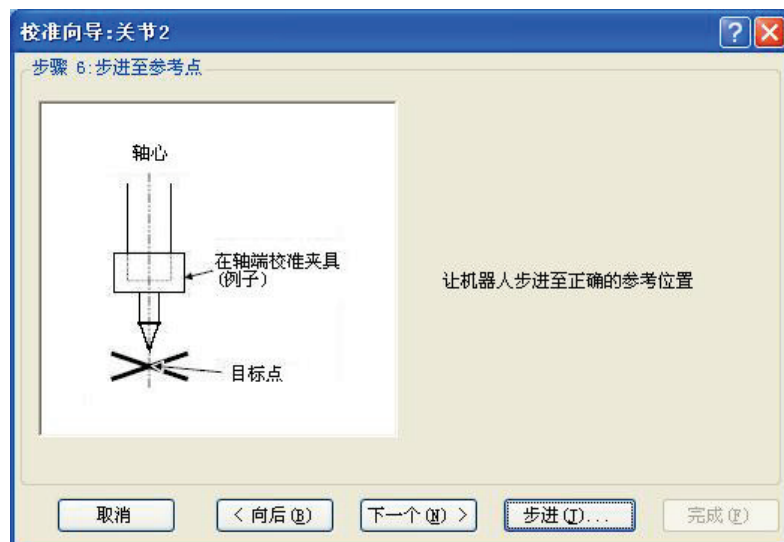 校准向导:关节2
步骤 6:步进至参考点
轴心
在轴端校准夹具
(例子)
目标点
让机器人步进至正确的参考位置
取消
< 向后(B)
下一个(N) >
步进(J)...
完成(F)